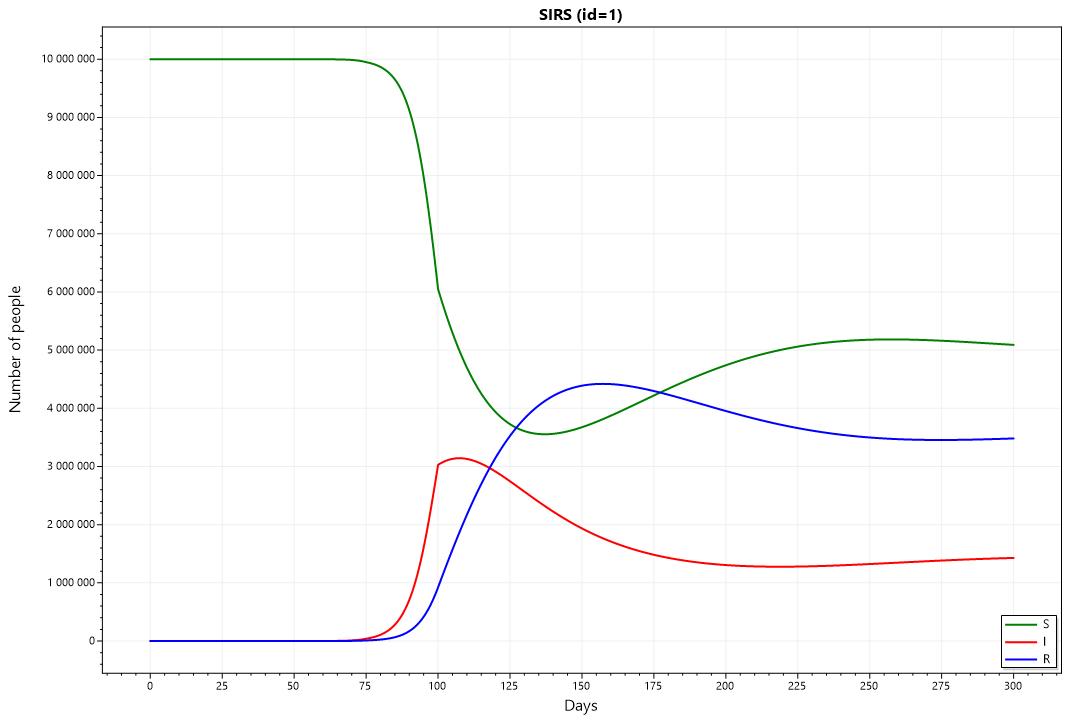 SIRS (id=1)
Number of people
10 000 000
9 000 000
8 000 000
7 000 000
6 000 000
5 000 000
4 000 000
3 000 000
2 000 000
1 000 000
0
S
I
R
0 25 50 75 100 125 150 175 200 225 250 275 300
Days